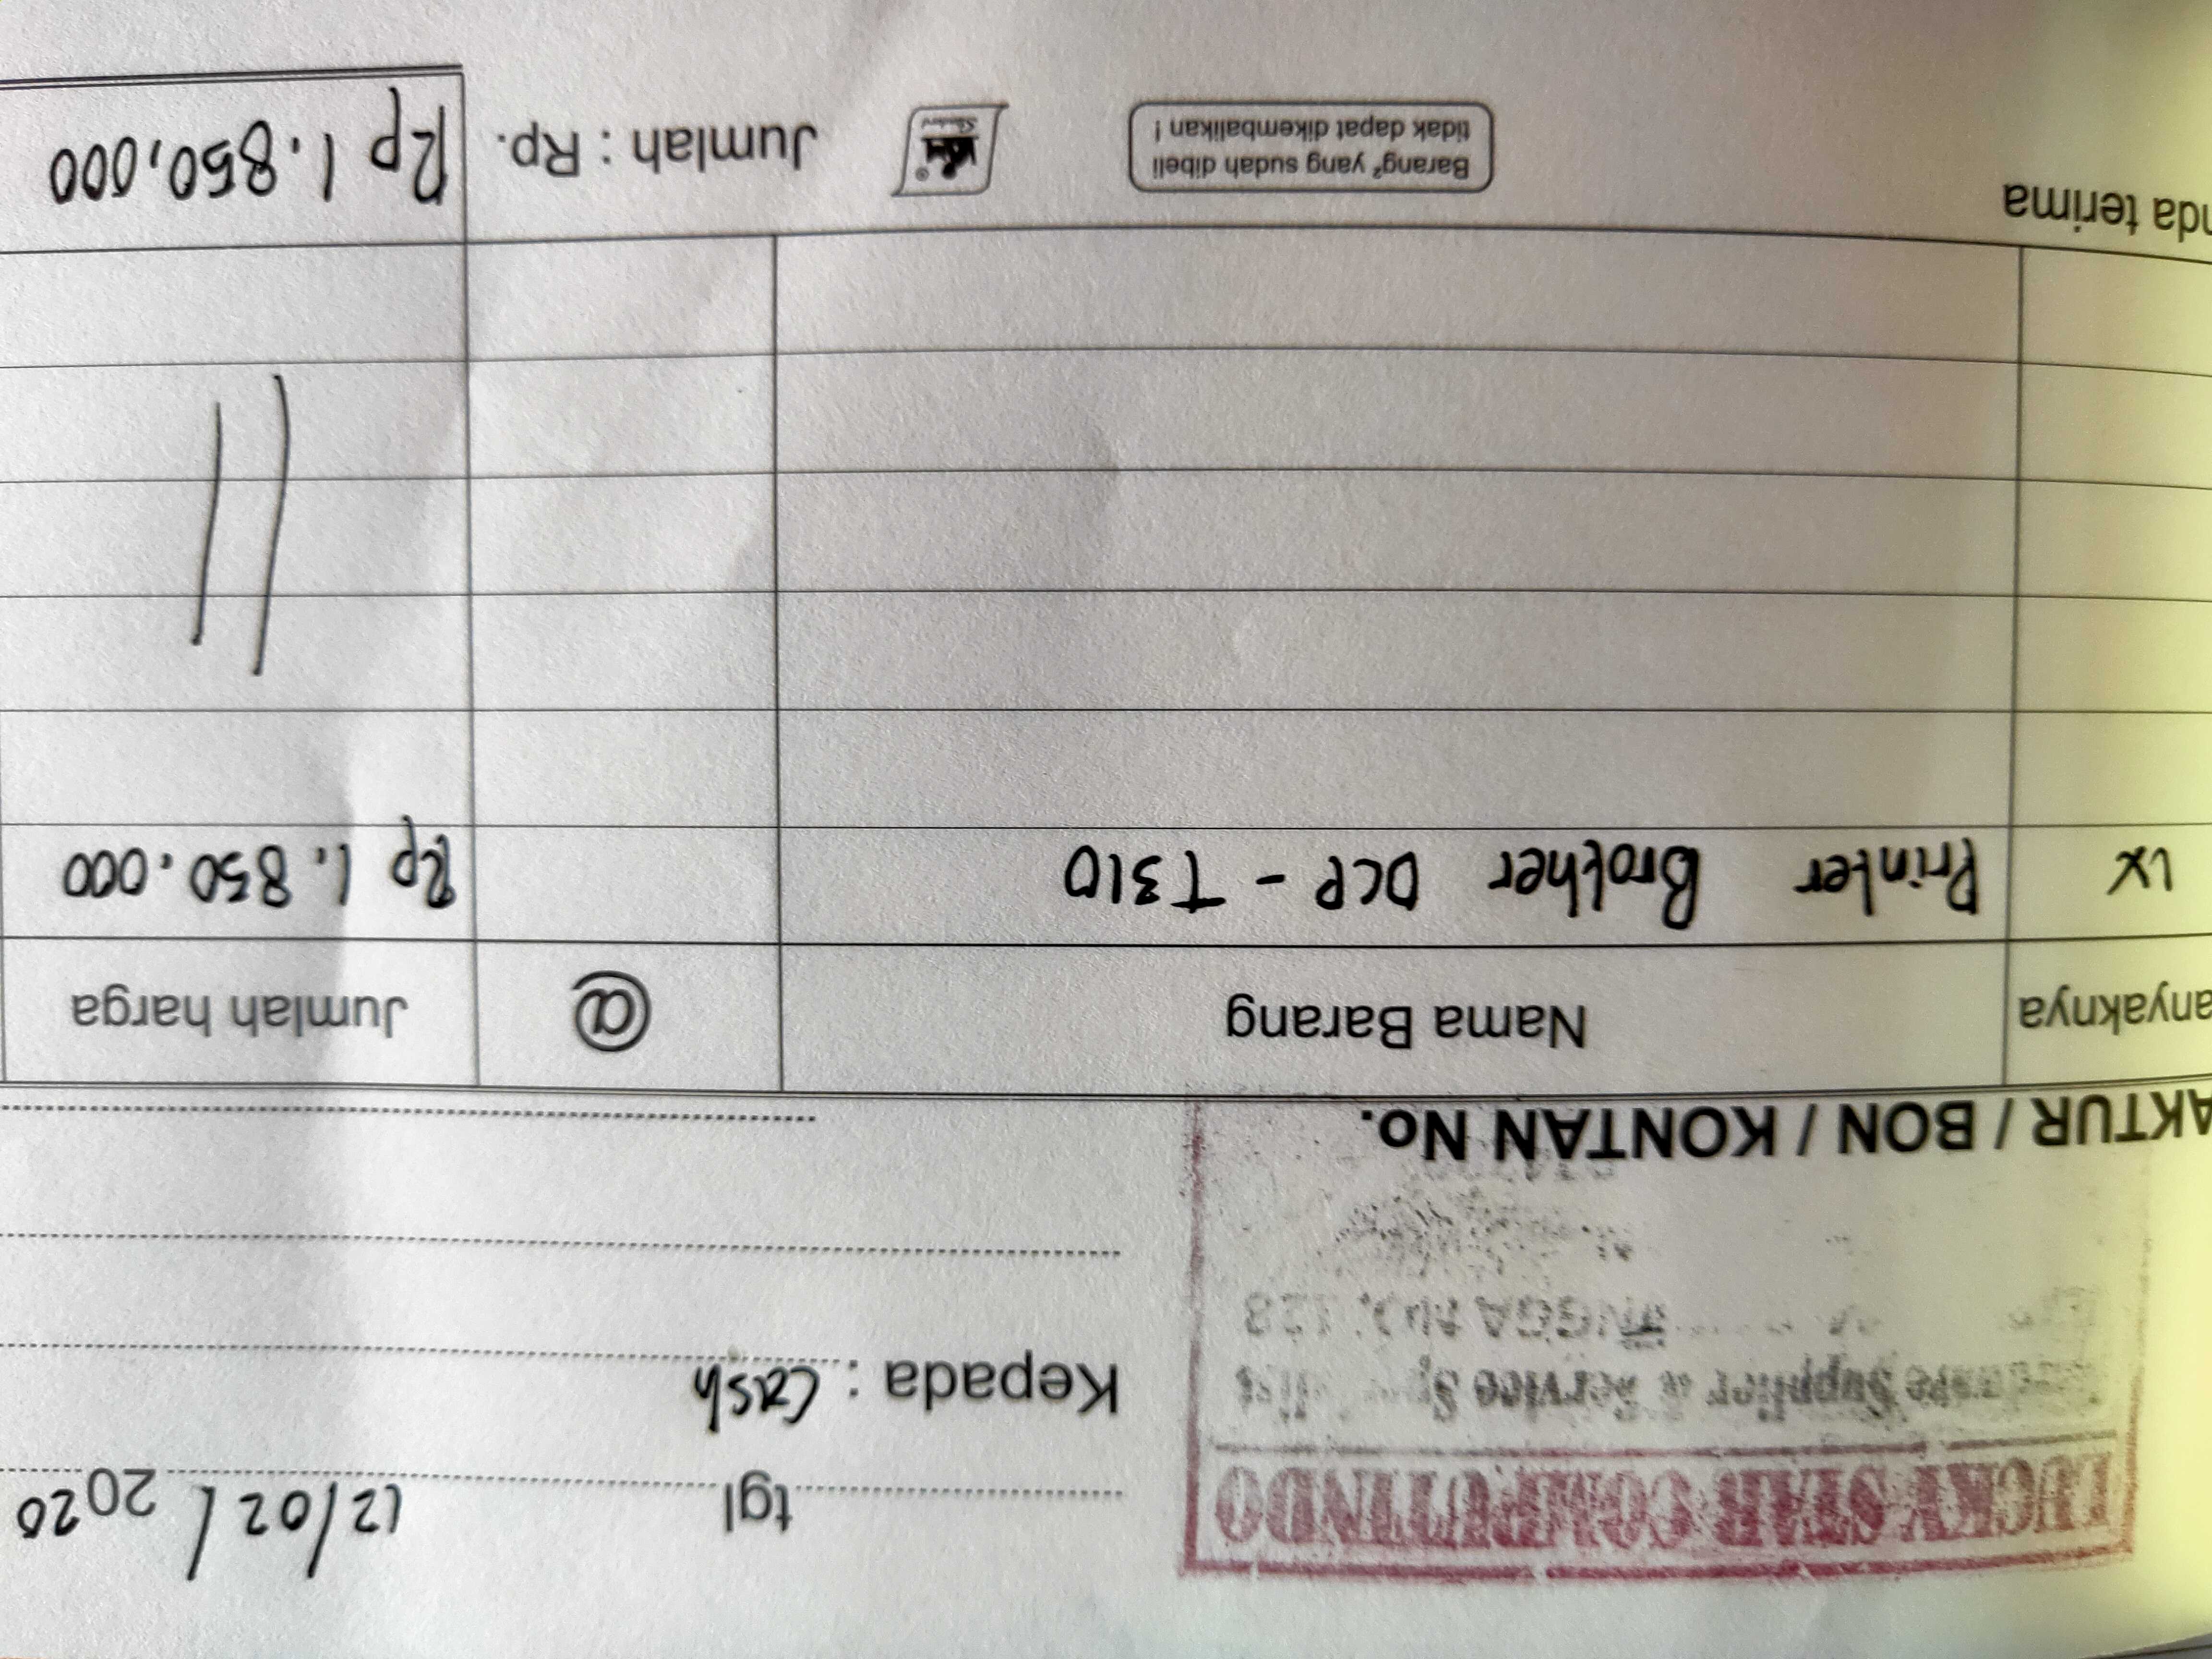 LUCKY STAR COMPUTINDO
Supplier & Service
NO. 128
tgl 12/02/2020
Kepada : Cash
AKTUR / BON / KONTAN No.
anyaknya Nama Barang @ Jumlah harga
1x Printer Brother DCP - T310 Rp 1.850.000
nda terima
Barang² yang sudah dibeli
tidak dapat dikembalikan !
Jumlah : Rp. Rp 1.850,000